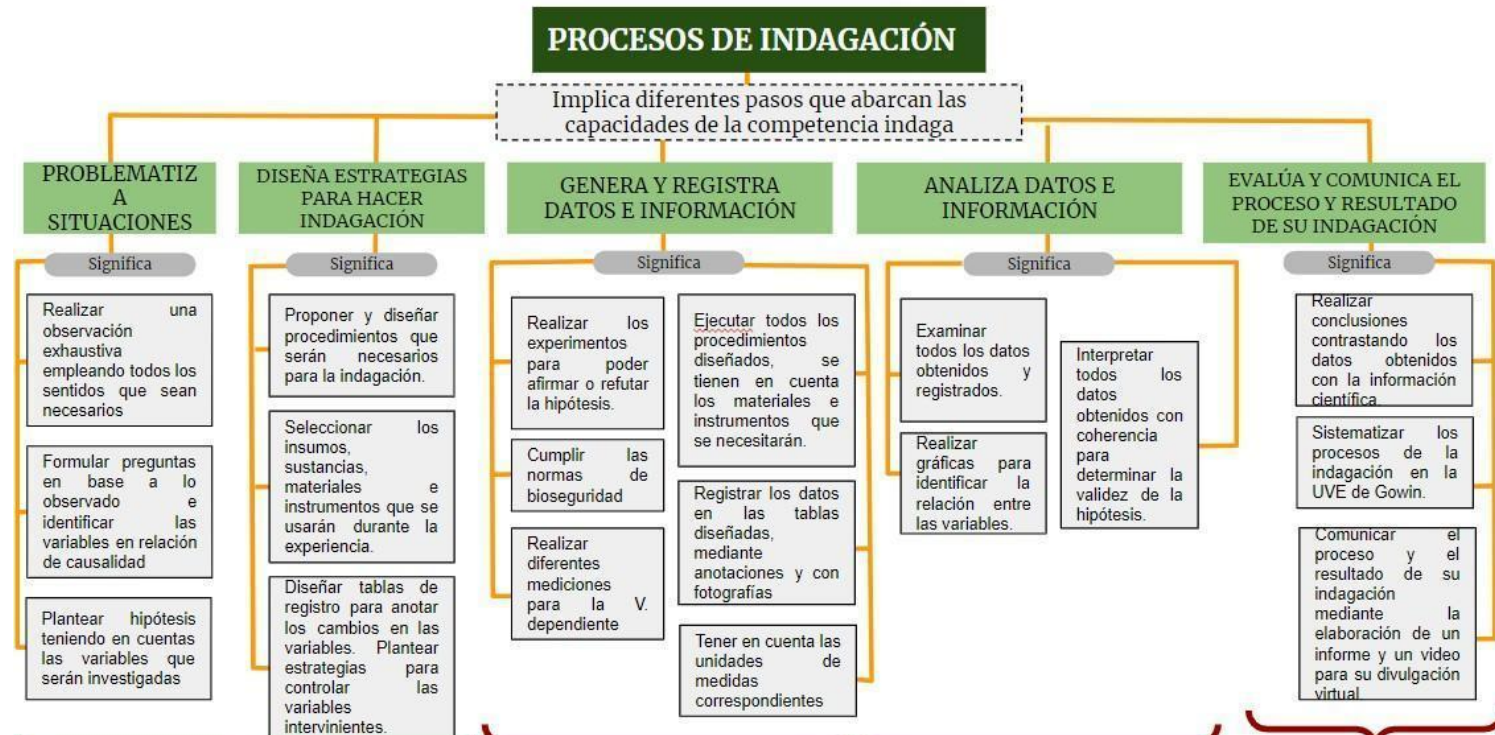 PROCESOS DE INDAGACIÓN
Implica diferentes pasos que abarcan las
capacidades de la competencia indaga
PROBLEMATIZ
A
SITUACIONES
Significa
Realizar una
observación
exhaustiva
empleando todos los
sentidos que sean
necesarios
Formular preguntas
en base a lo
observado e
identificar las
variables en relación
de causalidad
Plantear hipótesis
teniendo en cuentas
las variables que
serán investigadas
DISEÑA ESTRATEGIAS
PARA HACER
INDAGACIÓN
Significa
Proponer y diseñar
procedimientos que
serán necesarios
para la indagación.
Seleccionar los
insumos,
sustancias,
materiales e
instrumentos que se
usarán durante la
experiencia.
Diseñar tablas de
registro para anotar
los cambios en las
variables. Plantear
estrategias para
controlar las
variables
intervinientes.
GENERA Y REGISTRA
DATOS E INFORMACIÓN
Significa
Realizar los
experimentos
para poder
afirmar o refutar
la hipótesis.
Cumplir las
normas de
bioseguridad
Realizar
diferentes
mediciones
para la V.
dependiente
Ejecutar todos los
procedimientos
diseñados, se
tienen en cuenta
los materiales e
instrumentos que
se necesitarán.
Registrar los datos
en las tablas
diseñadas,
mediante
anotaciones y con
fotografías
Tener en cuenta las
unidades de
medidas
correspondientes
ANALIZA DATOS E
INFORMACIÓN
Significa
Examinar
todos los datos
obtenidos y
registrados.
Realizar
gráficas para
identificar la
relación entre
las variables.
Interpretar
todos los
datos
obtenidos con
coherencia
para
determinar la
validez de la
hipótesis.
EVALÚA Y COMUNICA EL
PROCESO Y RESULTADO
DE SU INDAGACIÓN
Significa
Realizar
conclusiones
contrastando los
datos obtenidos
con la información
científica.
Sistematizar los
procesos de la
indagación en la
UVE de Gowin.
Comunicar el
proceso y el
resultado de su
indagación
mediante la
elaboración de un
informe y un video
para su divulgación
virtual